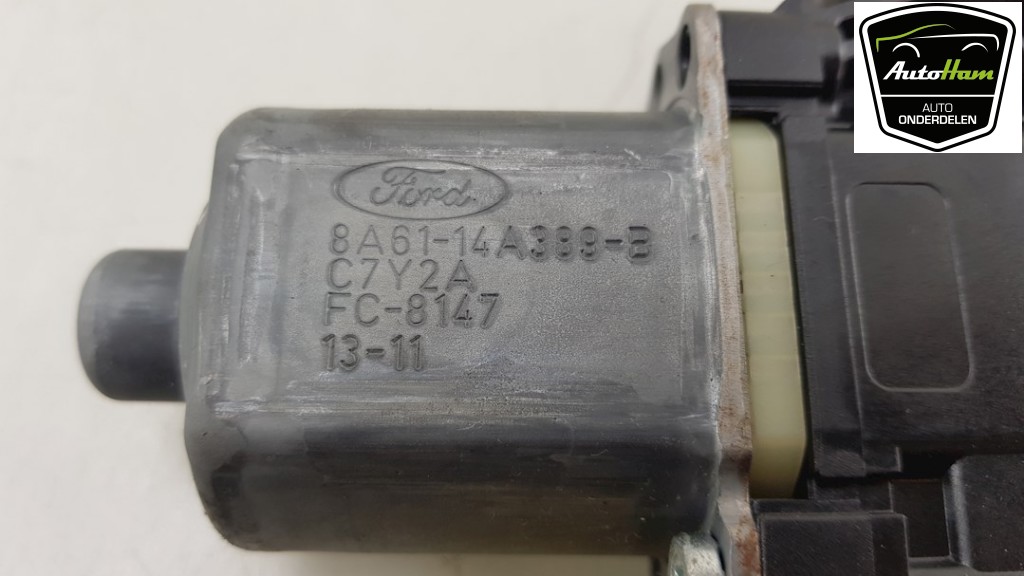 AutoHam
AUTO
ONDERDELEN
Ford
8A61-14A389-B
C7Y2A
FC-8147
13-11